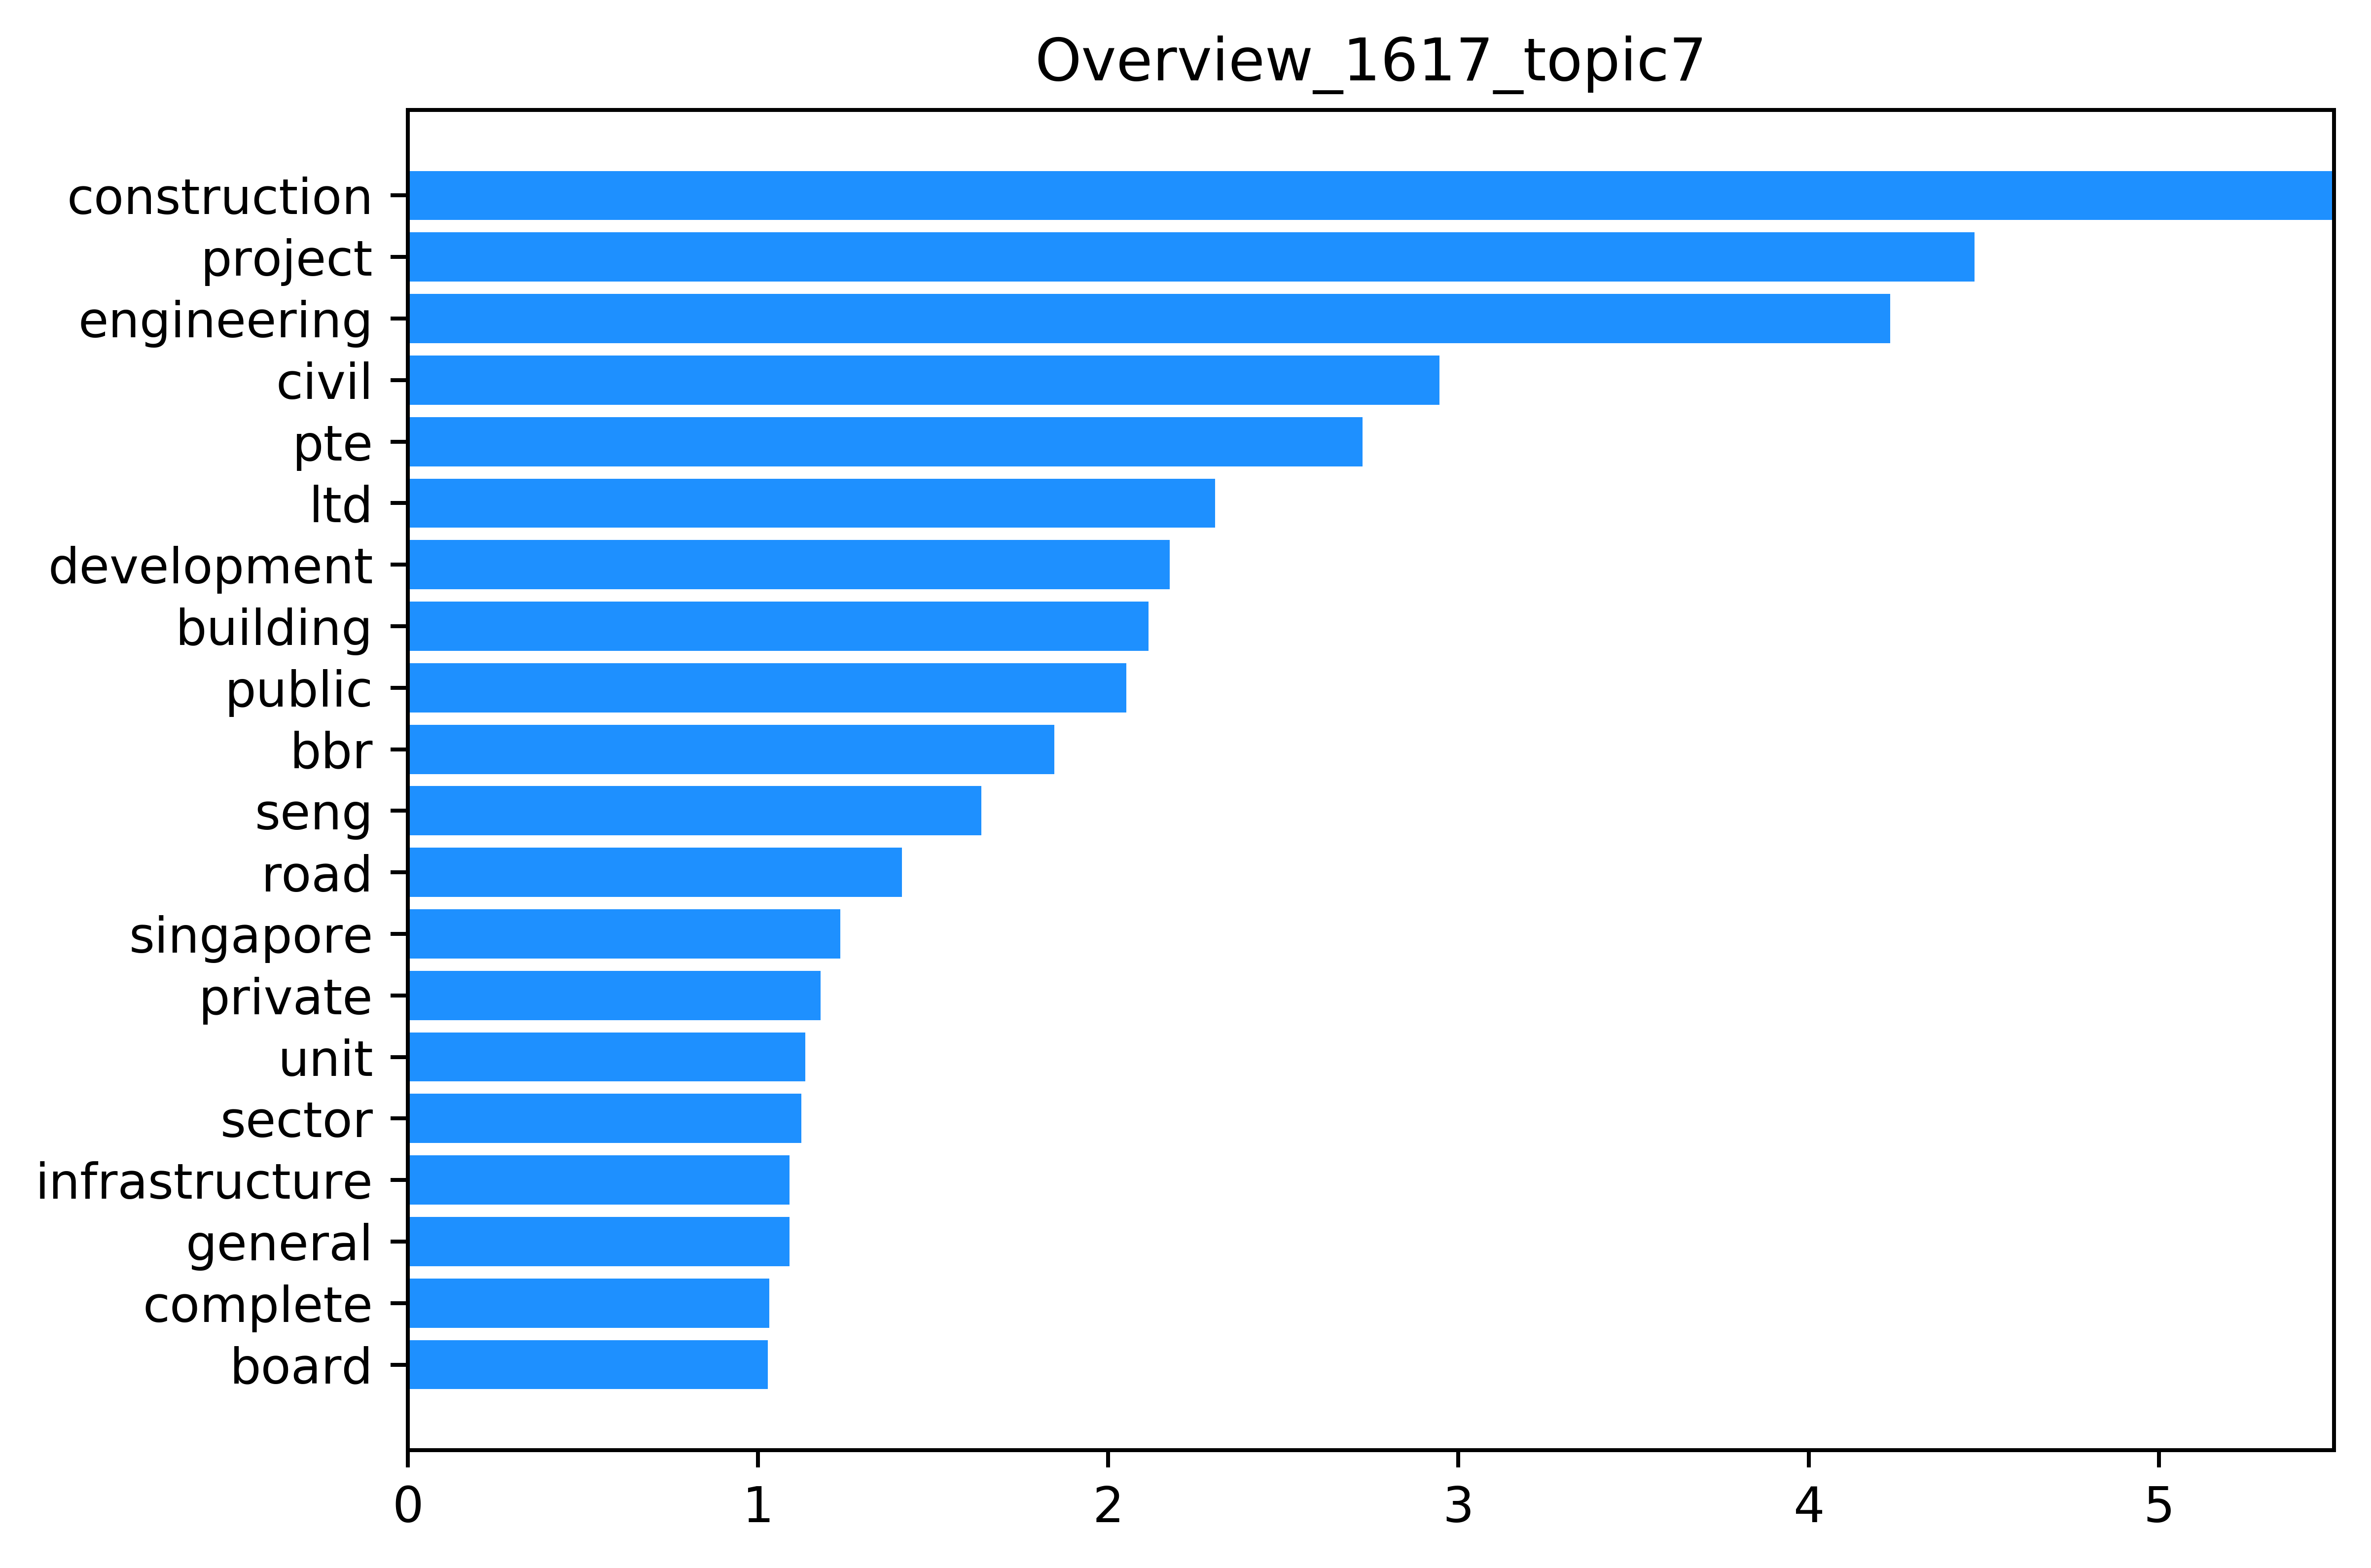 Overview_1617_topic7
construction
project
engineering
civil
pte
ltd
development
building
public
bbr
seng
road
singapore
private
unit
sector
infrastructure
general
complete
board
0 1 2 3 4 5